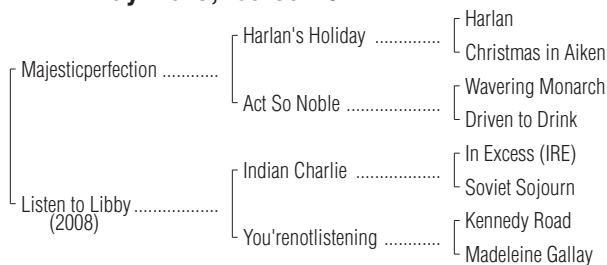 Harlan
Harlan's Holiday ..............
Christmas in Aiken
Majesticperfection ............
Wavering Monarch
Act So Noble .....................
Driven to Drink
In Excess (IRE)
Indian Charlie ...................
Soviet Sojourn
Listen to Libby ..................
(2008)
Kennedy Road
You'renotlistening ............
Madeleine Gallay